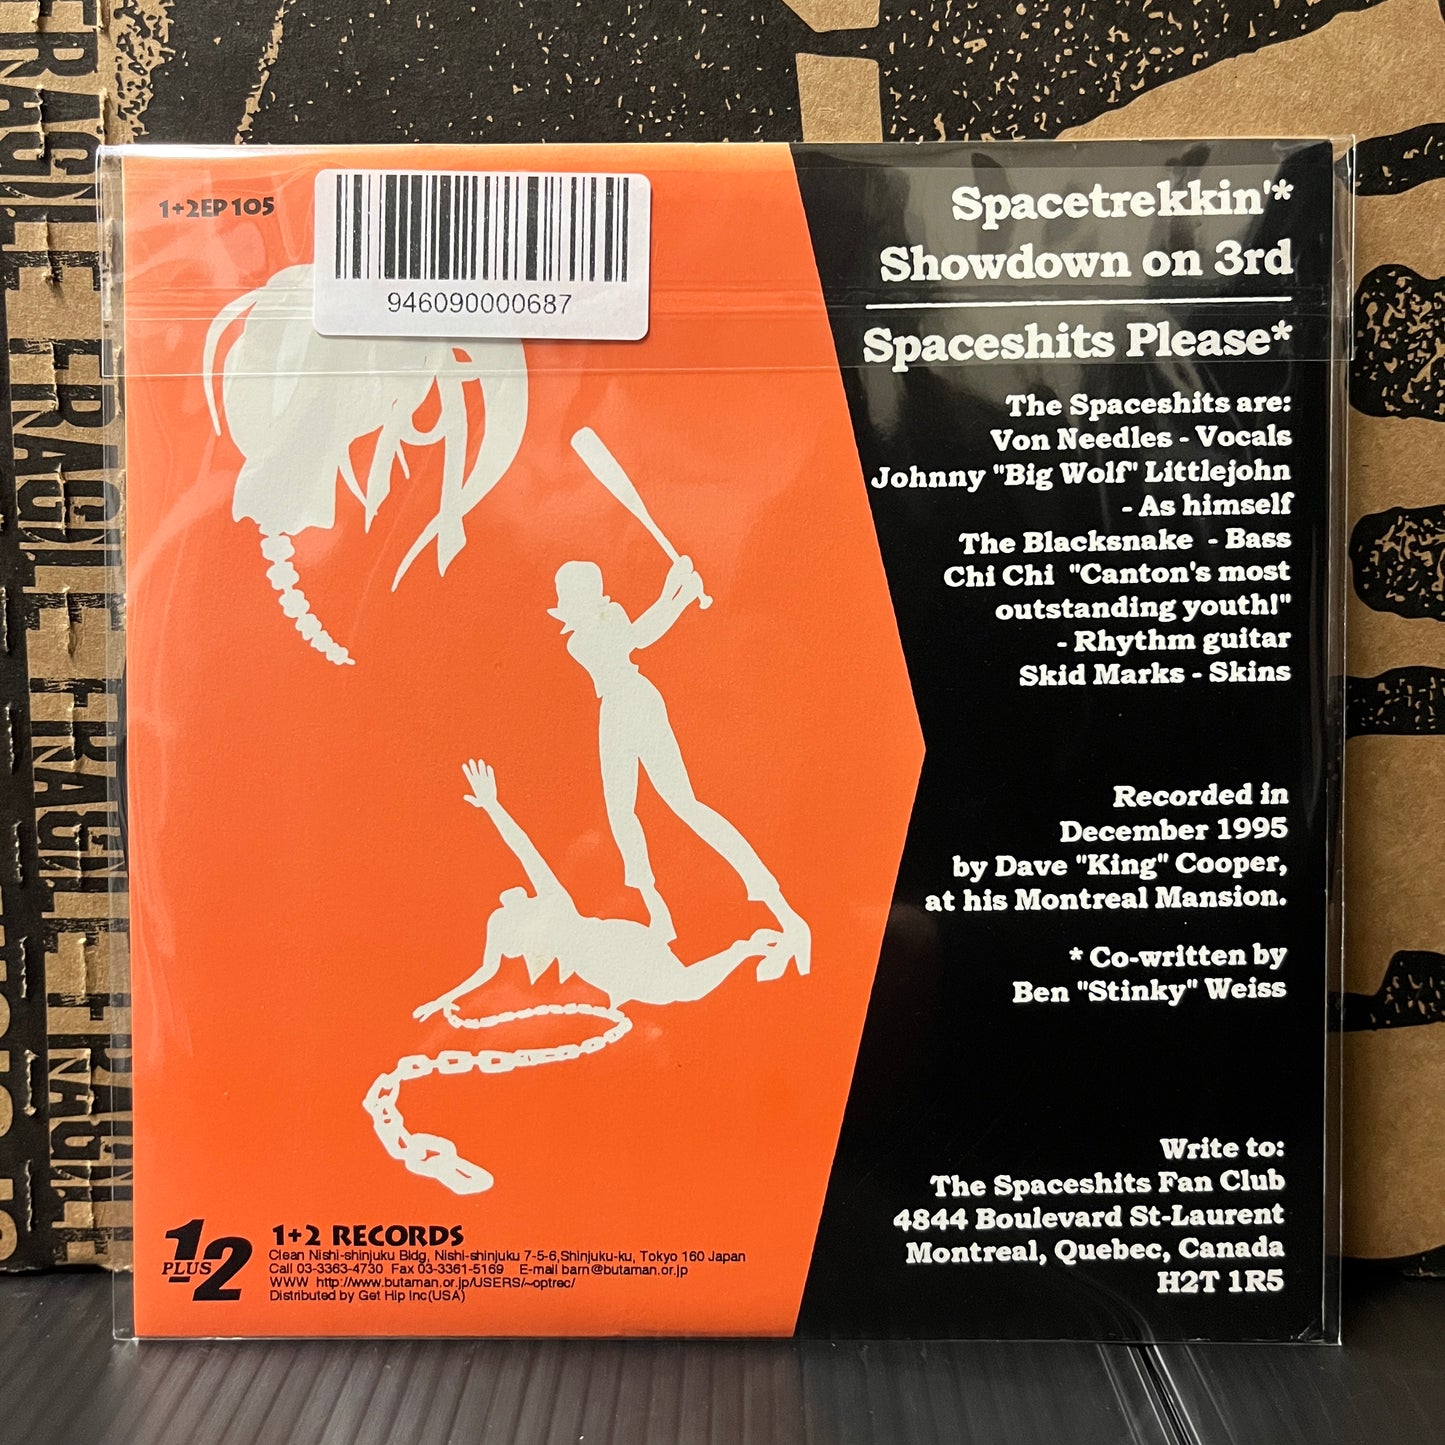 1+2EP 105
946090000687
Spacetrekkin'*
Showdown on 3rd
Spaceshits Please*
The Spaceshits are:
Von Needles - Vocals
Johnny "Big Wolf" Littlejohn
- As himself
The Blacksnake - Bass
Chi Chi "Canton's most
outstanding youth!"
- Rhythm guitar
Skid Marks - Skins
Recorded in
December 1995
by Dave "King" Cooper,
at his Montreal Mansion.
* Co-written by
Ben "Stinky" Weiss
Write to:
The Spaceshits Fan Club
4844 Boulevard St-Laurent
Montreal, Quebec, Canada
H2T 1R5
1 PLUS 2
1+2 RECORDS
Clean Nishi-shinjuku Bldg, Nishi-shinjuku 7-5-6,Shinjuku-ku, Tokyo 160 Japan
Call 03-3363-4730 Fax 03-3361-5169 E-mail barn@butaman.or.jp
WWW http://www.butaman.or.jp/USERS/~optrec/
Distributed by Get Hip Inc(USA)